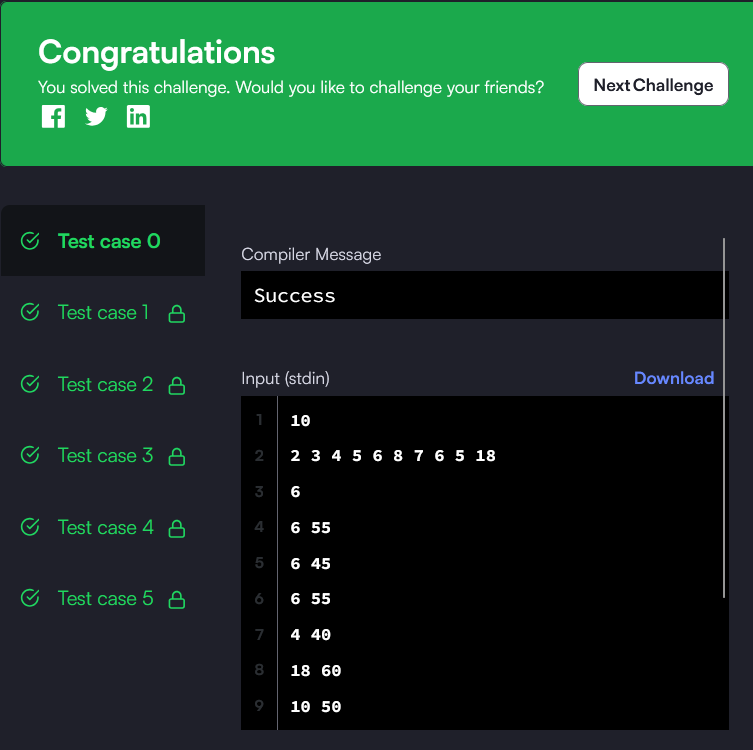 Congratulations
You solved this challenge. Would you like to challenge your friends?
Next Challenge
Test case 0
Test case 1
Test case 2
Test case 3
Test case 4
Test case 5
Compiler Message
Success
Input (stdin)
Download
1 10
2 2 3 4 5 6 8 7 6 5 18
3 6
4 6 55
5 6 45
6 6 55
7 4 40
8 18 60
9 10 50